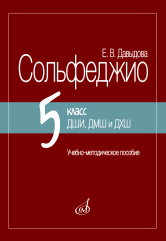 Е. В. Давыдова
Сольфеджио
5 класс
ДШИ, ДМШ и ДХШ
Учебно-методическое пособие